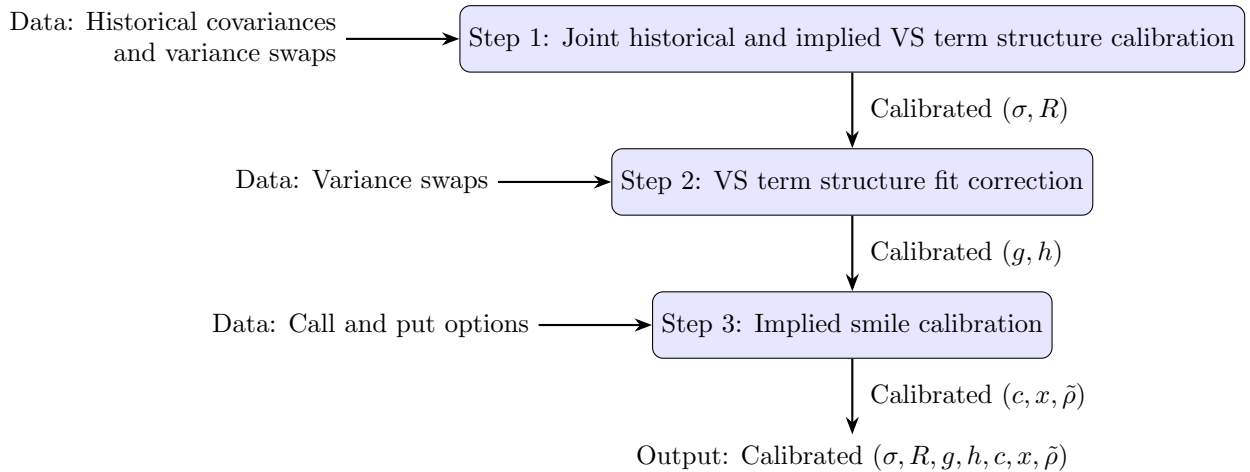 Data: Historical covariances
and variance swaps
Step 1: Joint historical and implied VS term structure calibration
Calibrated (σ, R)
Data: Variance swaps
Step 2: VS term structure fit correction
Calibrated (g, h)
Data: Call and put options
Step 3: Implied smile calibration
Calibrated (c, x, ρ̃)
Output: Calibrated (σ, R, g, h, c, x, ρ̃)